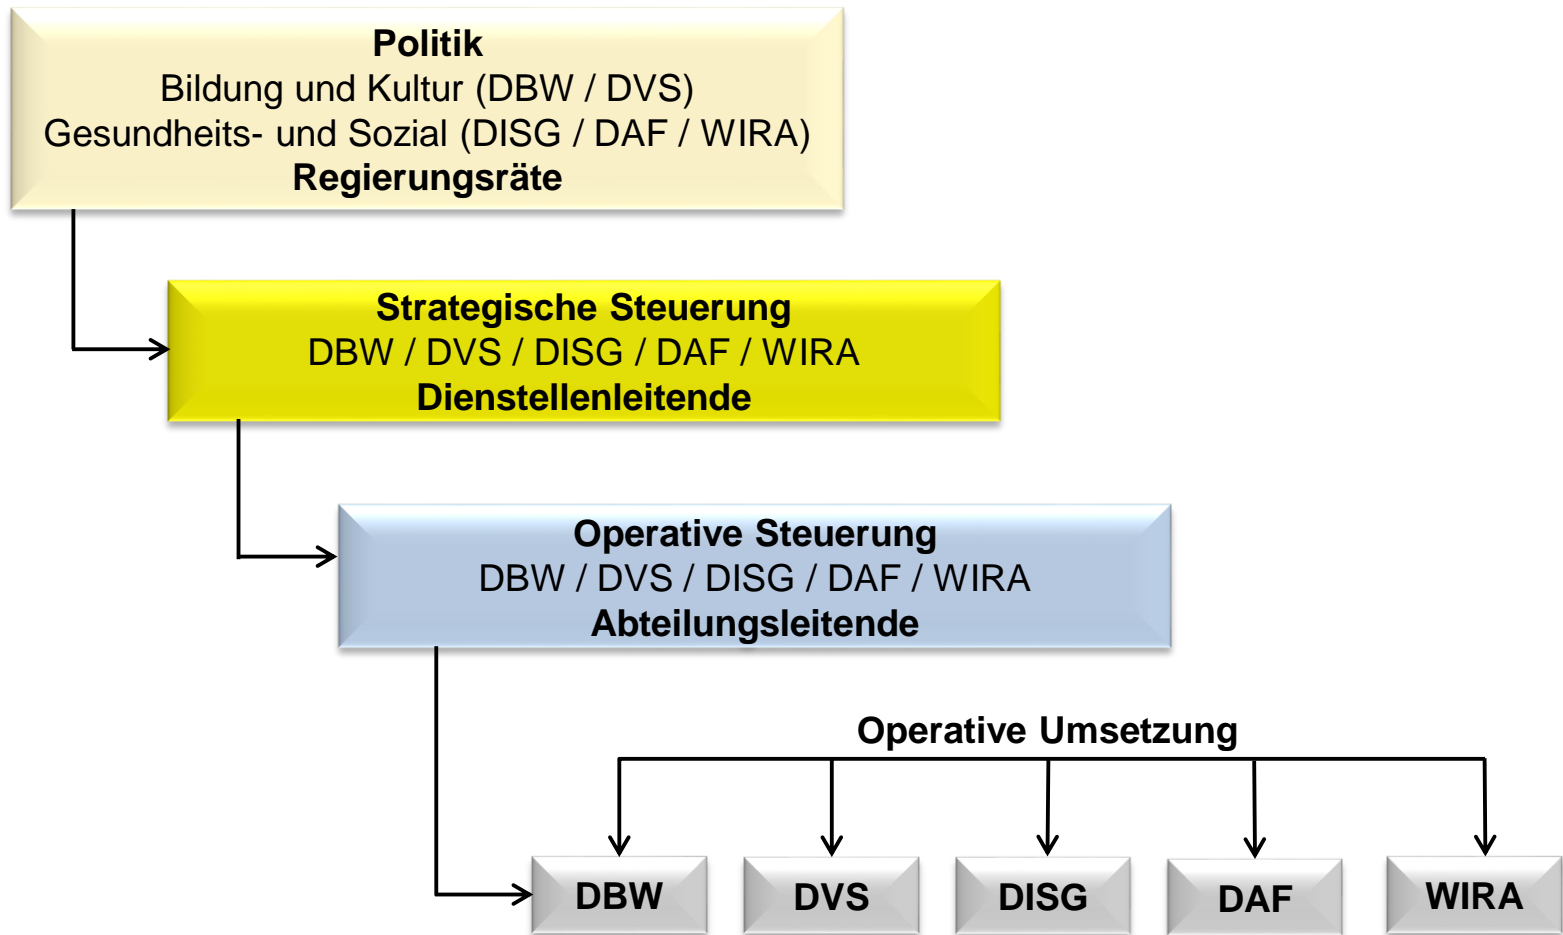 Politik
Bildung und Kultur (DBW / DVS)
Gesundheits- und Sozial (DISG / DAF / WIRA)
Regierungsräte
Strategische Steuerung
DBW / DVS / DISG / DAF / WIRA
Dienstellenleitende
Operative Steuerung
DBW / DVS / DISG / DAF / WIRA
Abteilungsleitende
Operative Umsetzung
DBW
DVS
DISG
DAF
WIRA